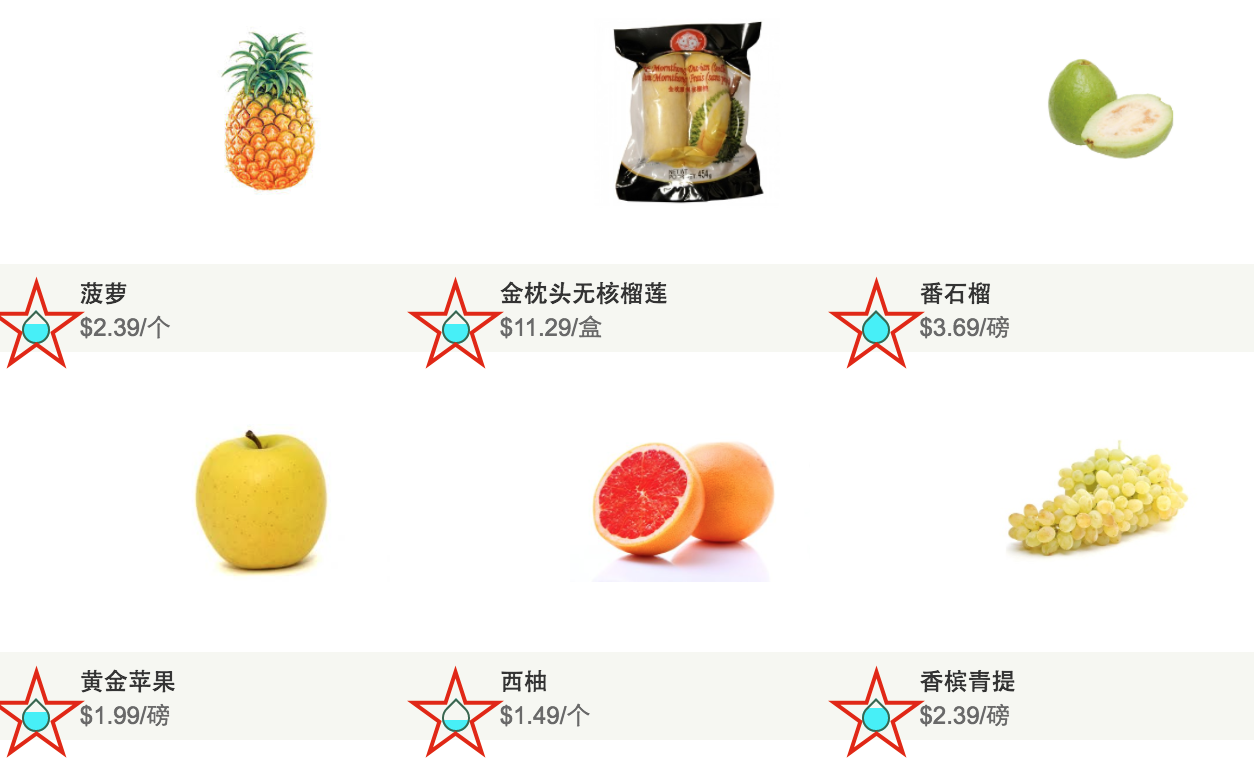 菠萝
$2.39/个
金枕头无核榴莲
$11.29/盒
番石榴
$3.69/磅
黄金苹果
$1.99/磅
西柚
$1.49/个
香槟青提
$2.39/磅